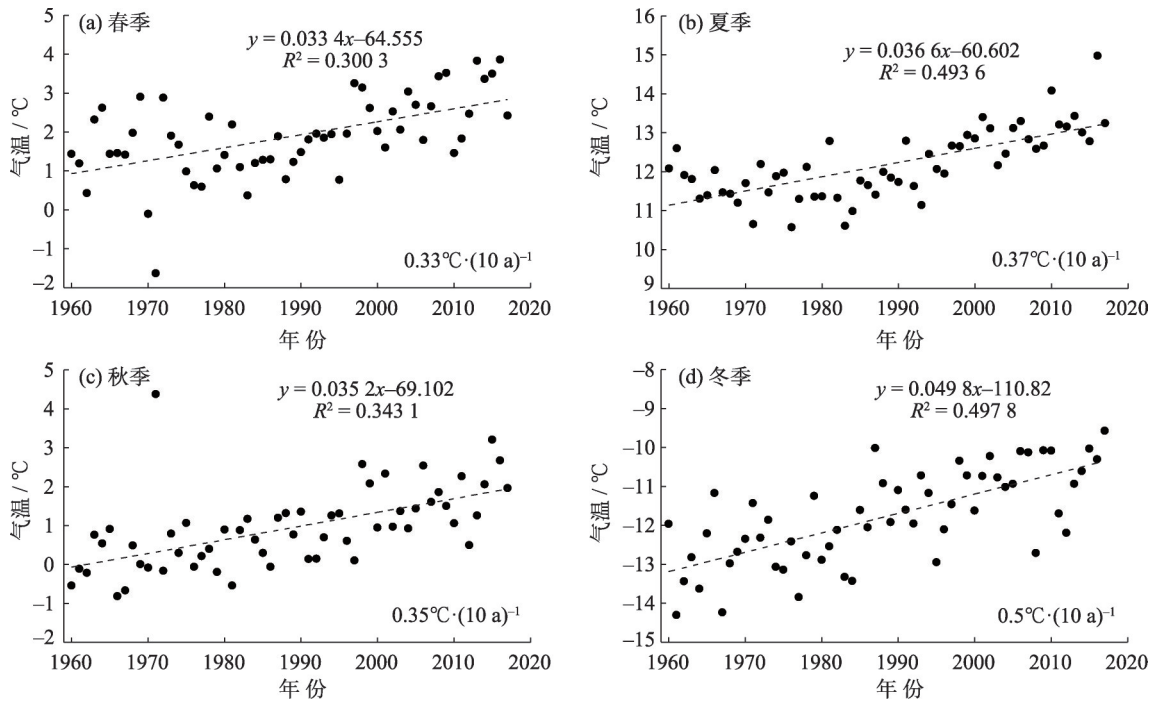 (a) 春季
y = 0.033 4x–64.555
R² = 0.300 3
5
4
3
2
1
0
–1
–2
气温 / ℃
0.33℃·(10 a)⁻¹
1960 1970 1980 1990 2000 2010 2020
年 份
(b) 夏季
y = 0.036 6x–60.602
R² = 0.493 6
16
15
14
13
12
11
10
9
气温 / ℃
0.37℃·(10 a)⁻¹
1960 1970 1980 1990 2000 2010 2020
年 份
(c) 秋季
y = 0.035 2x–69.102
R² = 0.343 1
5
4
3
2
1
0
–1
–2
气温 / ℃
0.35℃·(10 a)⁻¹
1960 1970 1980 1990 2000 2010 2020
年 份
(d) 冬季
y = 0.049 8x–110.82
R² = 0.497 8
–8
–9
–10
–11
–12
–13
–14
–15
气温 / ℃
0.5℃·(10 a)⁻¹
1960 1970 1980 1990 2000 2010 2020
年 份